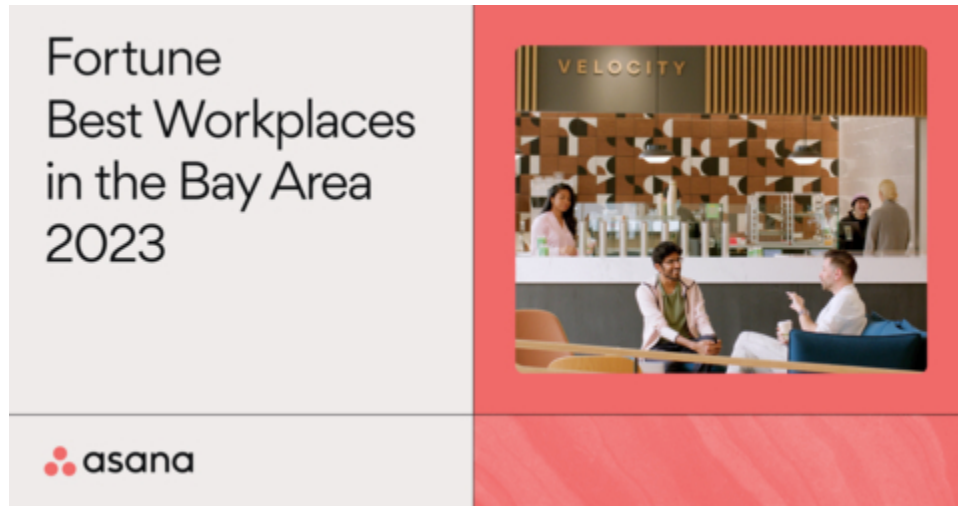 Fortune
Best Workplaces
in the Bay Area
2023
VELOCITY
asana